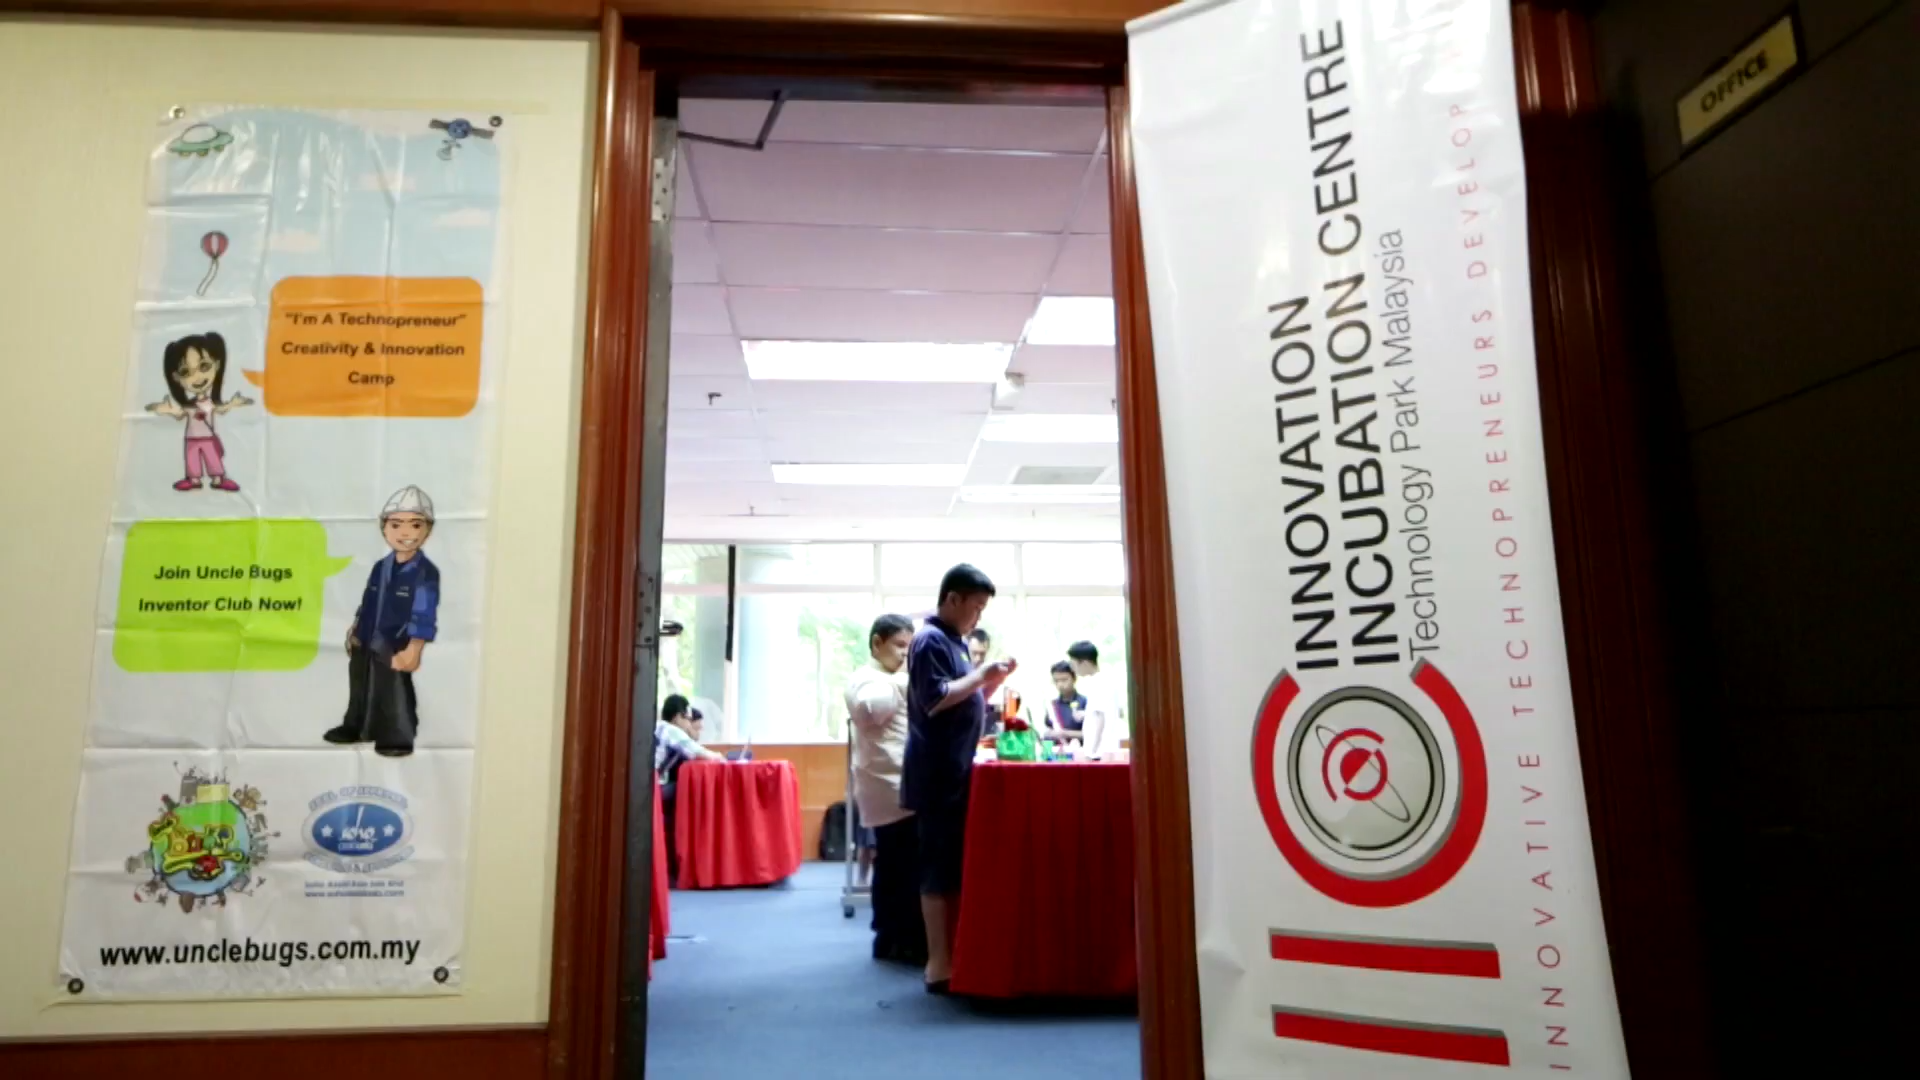 "I'm A Technopreneur"
Creativity & Innovation
Camp
Join Uncle Bugs
Inventor Club Now!
www.unclebugs.com.my
INNOVATION
INCUBATION CENTRE
Technology Park Malaysia
INNOVATIVE TECHNOPRENEURS DEVELOP
OFFICE